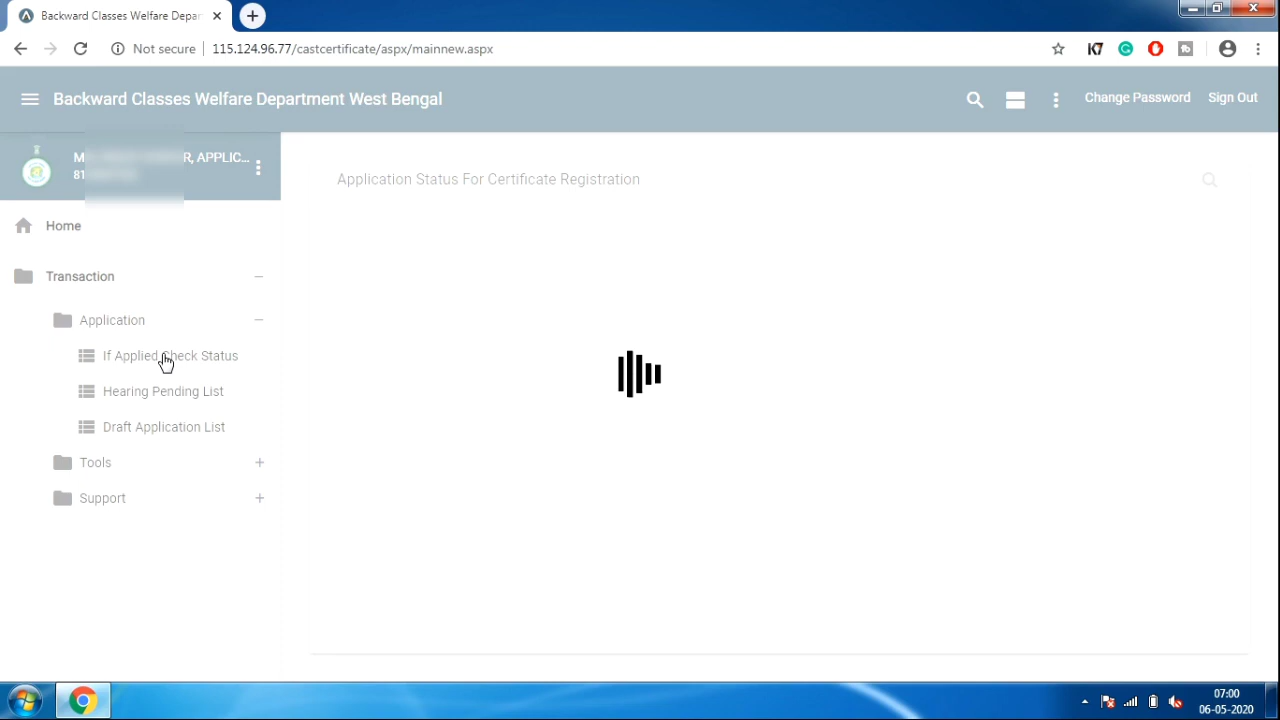 Backward Classes Welfare Depar
Not secure
115.124.96.77/castcertificate/aspx/mainnew.aspx
Backward Classes Welfare Department West Bengal
Change Password
Sign Out
R, APPLIC...
81
Application Status For Certificate Registration
Home
Transaction
Application
If Applied Check Status
Hearing Pending List
Draft Application List
Tools
Support
07:00
06-05-2020